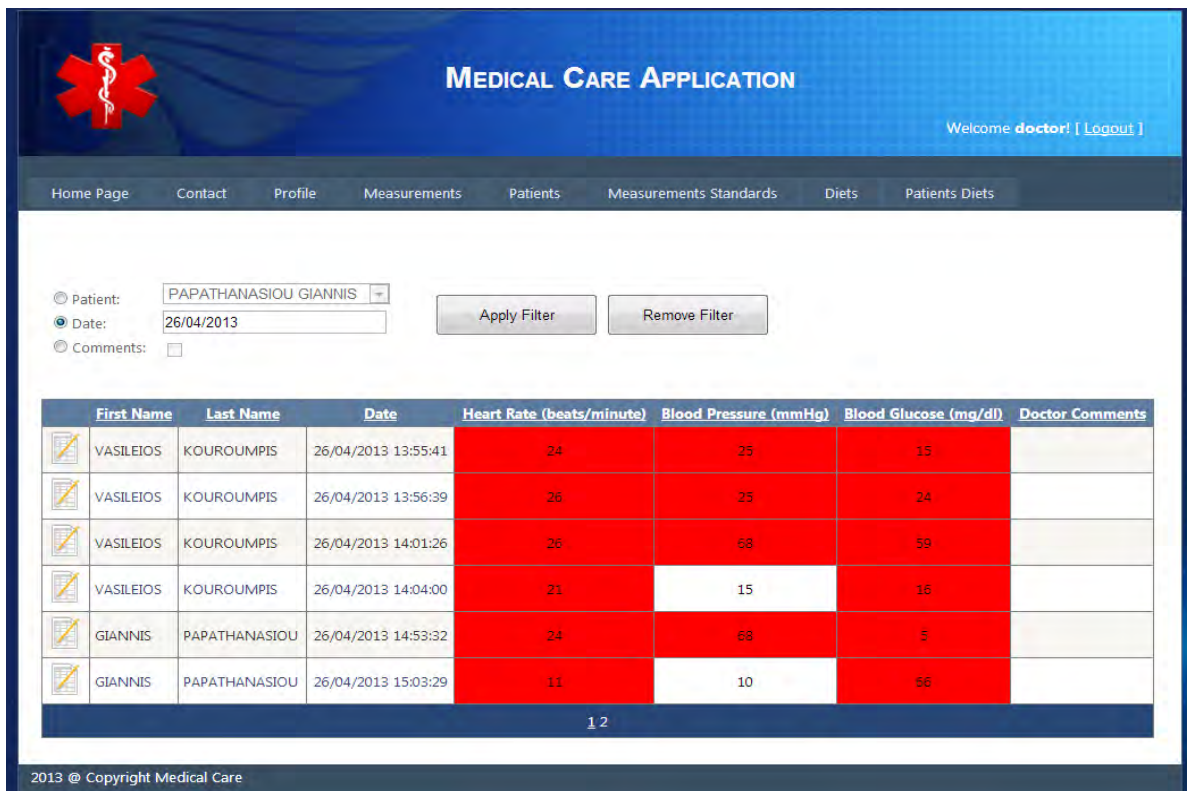 MEDICAL CARE APPLICATION
Welcome doctor! [ Logout ]
Home Page Contact Profile Measurements Patients Measurements Standards Diets Patients Diets
Patient: PAPATHANASIOU GIANNIS
Apply Filter Remove Filter
Date: 26/04/2013
Comments:
First Name Last Name Date Heart Rate (beats/minute) Blood Pressure (mmHg) Blood Glucose (mg/dl) Doctor Comments
VASILEIOS KOUROUMPIS 26/04/2013 13:55:41 24 25 15
VASILEIOS KOUROUMPIS 26/04/2013 13:56:39 26 25 24
VASILEIOS KOUROUMPIS 26/04/2013 14:01:26 26 68 59
VASILEIOS KOUROUMPIS 26/04/2013 14:04:00 21 15 16
GIANNIS PAPATHANASIOU 26/04/2013 14:53:32 24 68 5
GIANNIS PAPATHANASIOU 26/04/2013 15:03:29 11 10
1 2
2013 @ Copyright Medical Care